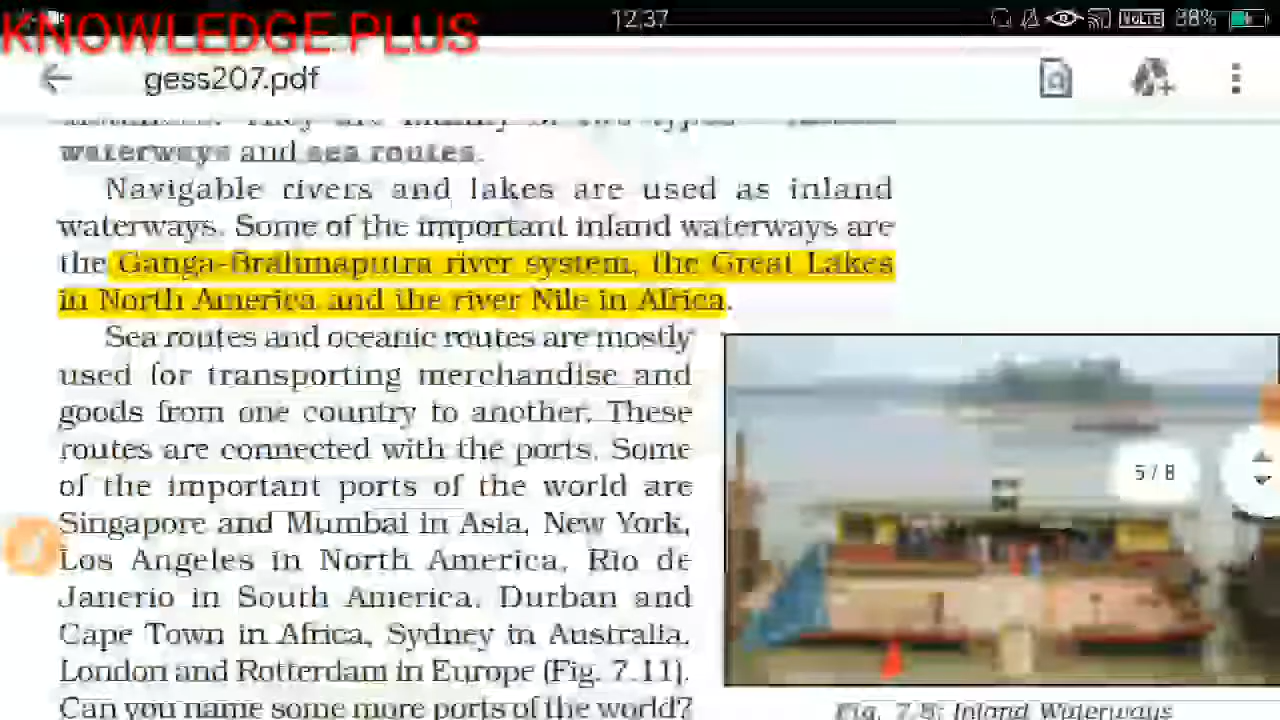 12.37
VoLTE 38%
KNOWLEDGE PLUS
gess207.pdf
waterways and sea routes.
Navigable rivers and lakes are used as inland
waterways. Some of the important inland waterways are
the Ganga-Brahmaputra river system, the Great Lakes
in North America and the river Nile in Africa.
Sea routes and oceanic routes are mostly
used for transporting merchandise and
goods from one country to another. These
routes are connected with the ports. Some
of the important ports of the world are
Singapore and Mumbai in Asia, New York,
Los Angeles in North America, Rio de
Janerio in South America, Durban and
Cape Town in Africa, Sydney in Australia,
London and Rotterdam in Europe (Fig. 7.11).
Can you name some more ports of the world?
5 / 8
Fig. 7.8: Inland Waterways